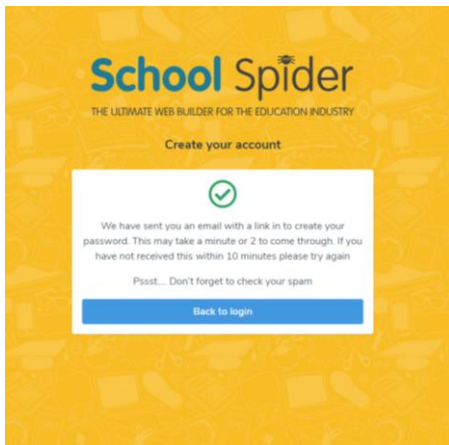 School Spider
THE ULTIMATE WEB BUILDER FOR THE EDUCATION INDUSTRY
Create your account
We have sent you an email with a link in to create your
password. This may take a minute or 2 to come through. If you
have not received this within 10 minutes please try again
Pssst.... Don't forget to check your spam
Back to login